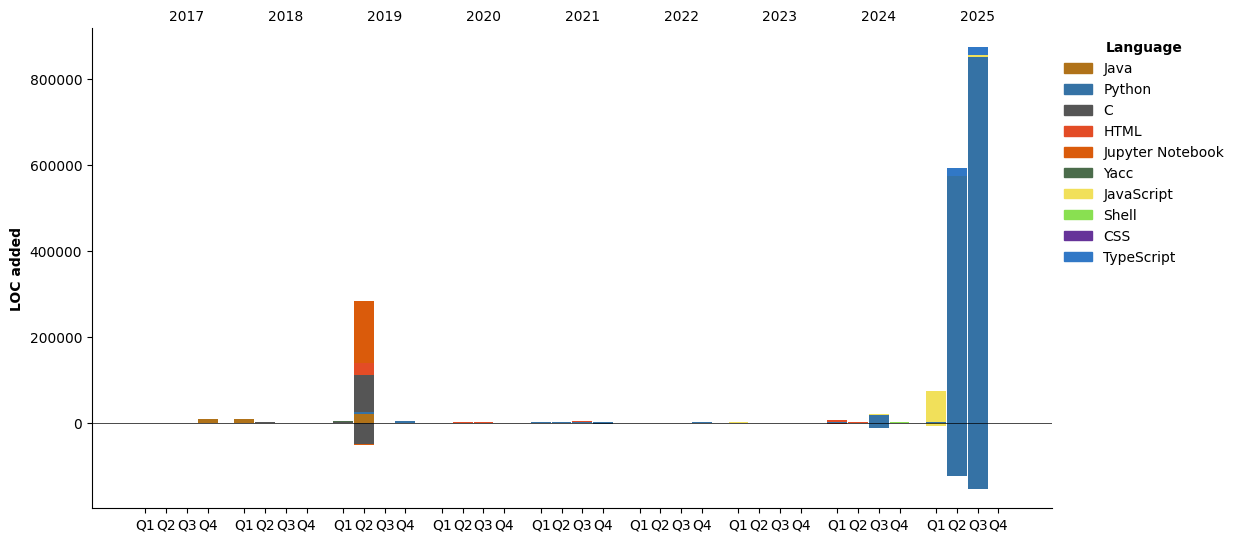 2017 2018 2019 2020 2021 2022 2023 2024 2025
Language
Java
Python
C
HTML
Jupyter Notebook
Yacc
JavaScript
Shell
CSS
TypeScript
LOC added
800000
600000
400000
200000
0
Q1 Q2 Q3 Q4 Q1 Q2 Q3 Q4 Q1 Q2 Q3 Q4 Q1 Q2 Q3 Q4 Q1 Q2 Q3 Q4 Q1 Q2 Q3 Q4 Q1 Q2 Q3 Q4 Q1 Q2 Q3 Q4 Q1 Q2 Q3 Q4